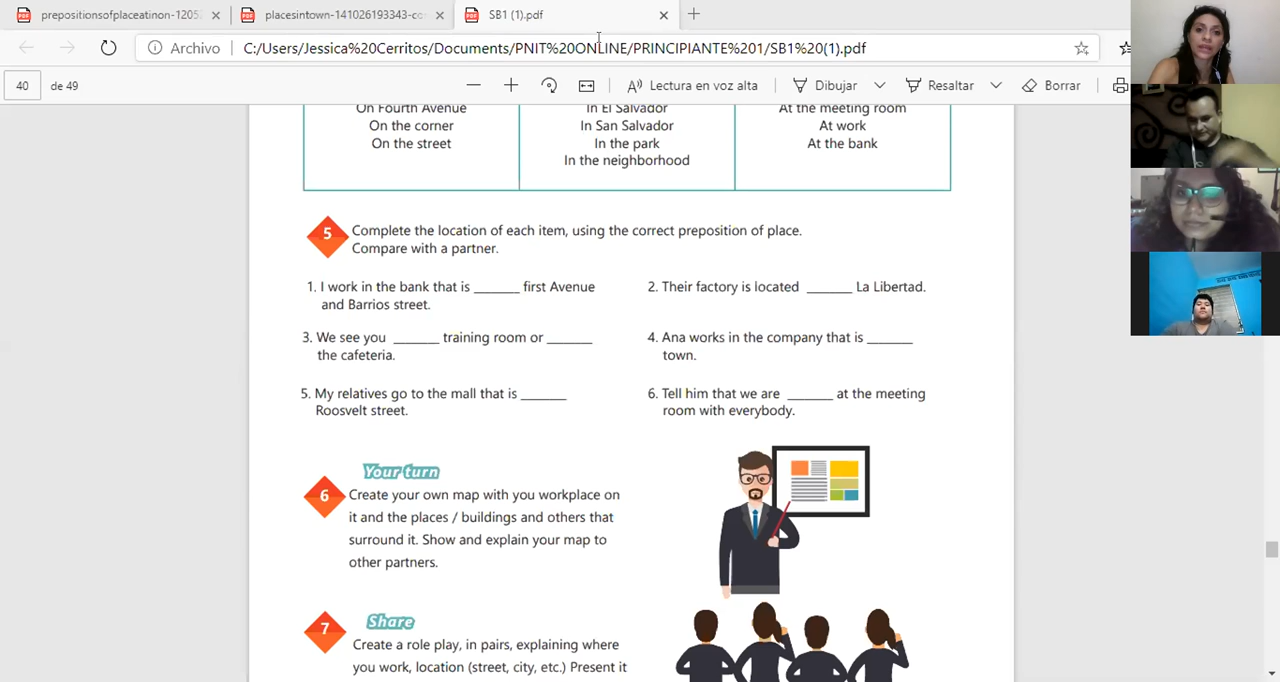 prepositionsofplaceatinon-1205
placesintown-141026193343-co
SB1 (1).pdf
Archivo
C:/Users/Jessica%20Cerritos/Documents/PNIT%20ONLINE/PRINCIPIANTE%201/SB1%20(1).pdf
40 de 49
Lectura en voz alta
Dibujar
Resaltar
Borrar
On Fourth Avenue
On the corner
On the street
In El Salvador
In San Salvador
In the park
In the neighborhood
At the meeting room
At work
At the bank
5
Complete the location of each item, using the correct preposition of place.
Compare with a partner.
1. I work in the bank that is ______ first Avenue
and Barrios street.
2. Their factory is located ______ La Libertad.
3. We see you ______ training room or ______
the cafeteria.
4. Ana works in the company that is ______
town.
5. My relatives go to the mall that is ______
Roosvelt street.
6. Tell him that we are ______ at the meeting
room with everybody.
6
Your turn
Create your own map with you workplace on
it and the places / buildings and others that
surround it. Show and explain your map to
other partners.
7
Share
Create a role play, in pairs, explaining where
you work, location (street, city, etc.) Present it